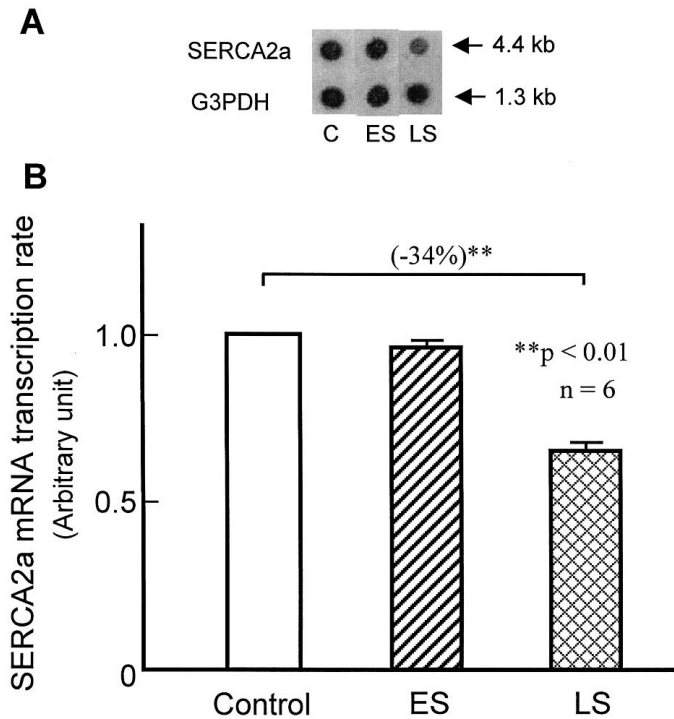 A
SERCA2a ← 4.4 kb
G3PDH ← 1.3 kb
C ES LS
B
SERCA2a mRNA transcription rate
(Arbitrary unit)
(-34%)**
1.0
**p < 0.01
n = 6
0.5
0
Control ES LS